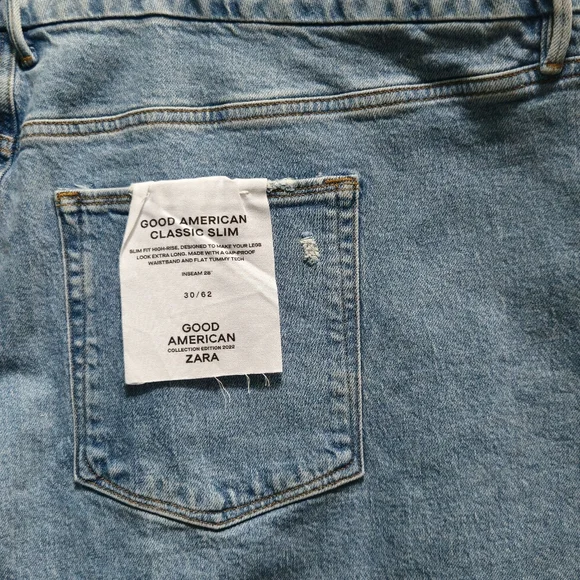 GOOD AMERICAN
CLASSIC SLIM
SLIM FIT HIGH-RISE, DESIGNED TO MAKE YOUR LEGS
LOOK EXTRA LONG. MADE WITH A GAP-PROOF
WAISTBAND AND FLAT TUMMY TECH
INSEAM 28"
30/62
GOOD
AMERICAN
COLLECTION EDITION 2022
ZARA